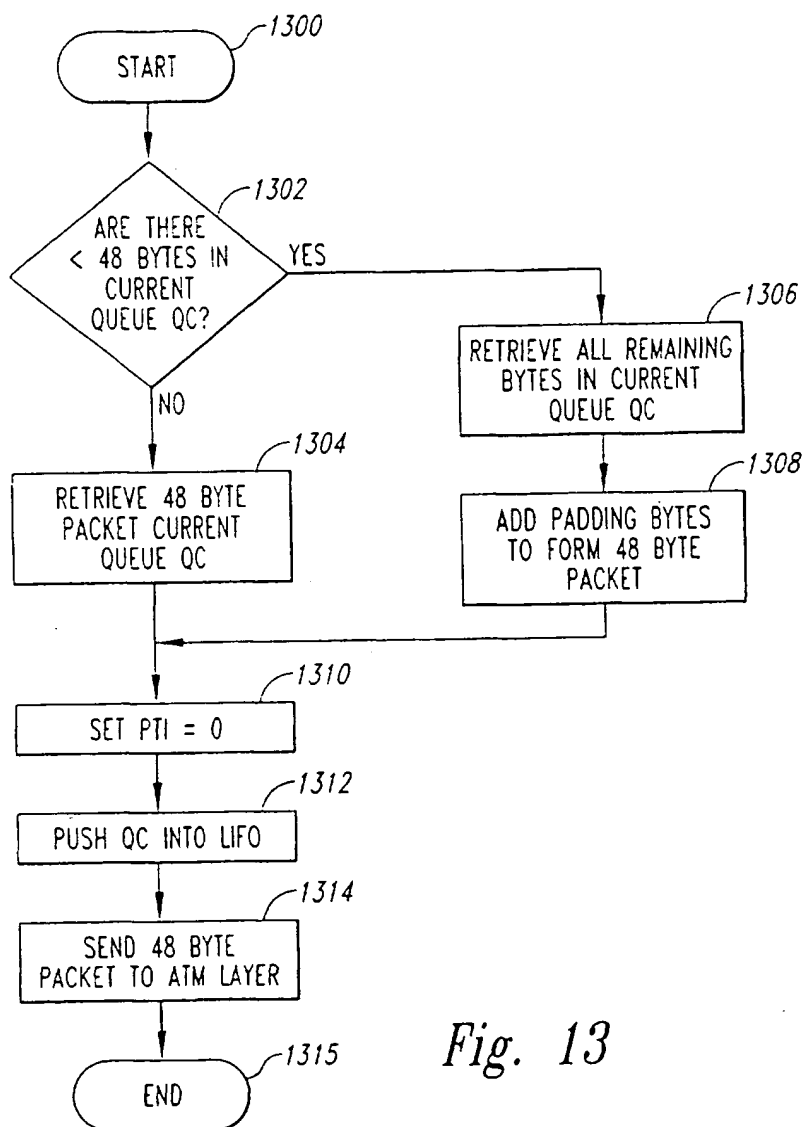 1300
START
1302
ARE THERE
< 48 BYTES IN
CURRENT
QUEUE QC?
YES
NO
1306
RETRIEVE ALL REMAINING
BYTES IN CURRENT
QUEUE QC
1304
RETRIEVE 48 BYTE
PACKET CURRENT
QUEUE QC
1308
ADD PADDING BYTES
TO FORM 48 BYTE
PACKET
1310
SET PTI = 0
1312
PUSH QC INTO LIFO
1314
SEND 48 BYTE
PACKET TO ATM LAYER
1315
END
Fig. 13